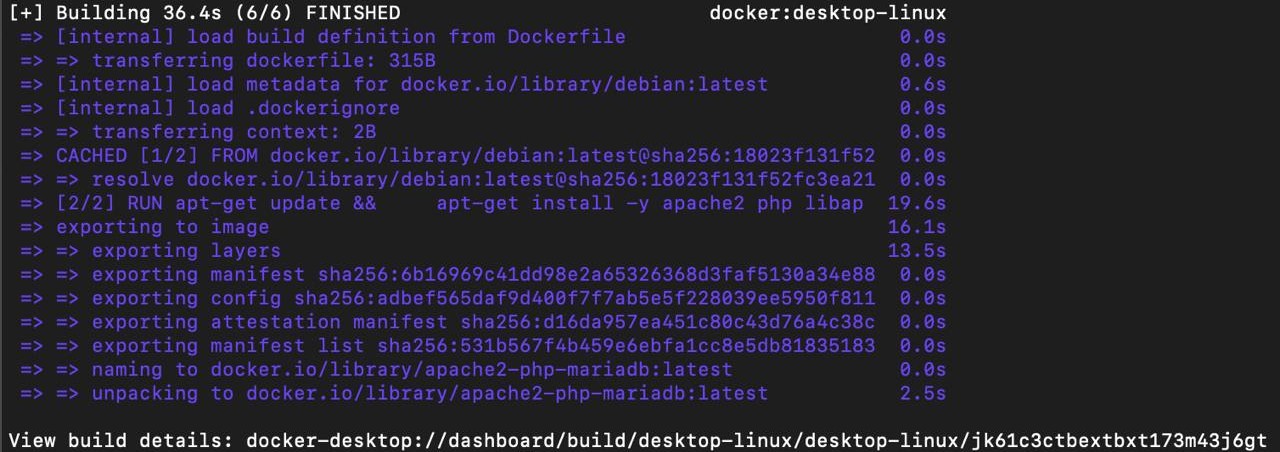 [+] Building 36.4s (6/6) FINISHED docker:desktop-linux
=> [internal] load build definition from Dockerfile 0.0s
=> => transferring dockerfile: 315B 0.0s
=> [internal] load metadata for docker.io/library/debian:latest 0.6s
=> [internal] load .dockerignore 0.0s
=> => transferring context: 2B 0.0s
=> CACHED [1/2] FROM docker.io/library/debian:latest@sha256:18023f131f52 0.0s
=> => resolve docker.io/library/debian:latest@sha256:18023f131f52fc3ea21 0.0s
=> [2/2] RUN apt-get update &&     apt-get install -y apache2 php libap 19.6s
=> exporting to image 16.1s
=> => exporting layers 13.5s
=> => exporting manifest sha256:6b16969c41dd98e2a65326368d3faf5130a34e88 0.0s
=> => exporting config sha256:adbef565daf9d400f7f7ab5e5f228039ee5950f811 0.0s
=> => exporting attestation manifest sha256:d16da957ea451c80c43d76a4c38c 0.0s
=> => exporting manifest list sha256:531b567f4b459e6ebfa1cc8e5db81835183 0.0s
=> => naming to docker.io/library/apache2-php-mariadb:latest 0.0s
=> => unpacking to docker.io/library/apache2-php-mariadb:latest 2.5s
View build details: docker-desktop://dashboard/build/desktop-linux/desktop-linux/jk61c3ctbextbxt173m43j6gt